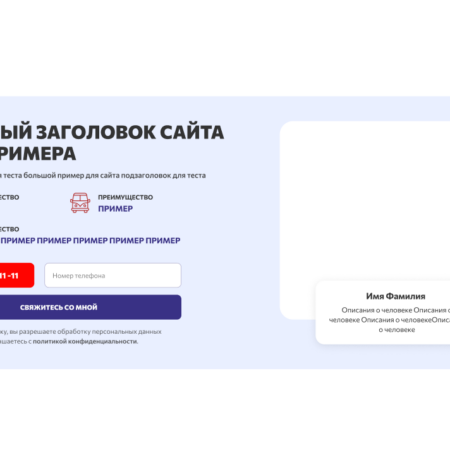 ЫЙ ЗАГОЛОВОК САЙТА
РИМЕРА
теста большой пример для сайта подзаголовок для теста
ЕСТВО
ПРЕИМУЩЕСТВО
ПРИМЕР
ЕСТВО
ПРИМЕР ПРИМЕР ПРИМЕР ПРИМЕР ПРИМЕР
11-11
Номер телефона
СВЯЖИТЕСЬ СО МНОЙ
ку, вы разрешаете обработку персональных данных
шаетесь с политикой конфиденциальности.
Имя Фамилия
Описания о человеке Описания о
человеке Описания о человекеОпис
о человеке